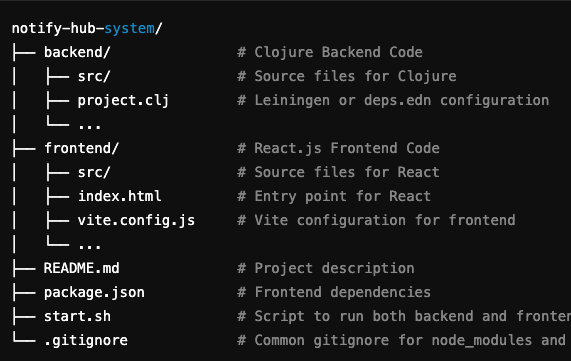 notify-hub-system/
├── backend/ # Clojure Backend Code
│ ├── src/ # Source files for Clojure
│ ├── project.clj # Leiningen or deps.edn configuration
│ └── ...
├── frontend/ # React.js Frontend Code
│ ├── src/ # Source files for React
│ ├── index.html # Entry point for React
│ ├── vite.config.js # Vite configuration for frontend
│ └── ...
├── README.md # Project description
├── package.json # Frontend dependencies
├── start.sh # Script to run both backend and fronten
└── .gitignore # Common gitignore for node_modules and